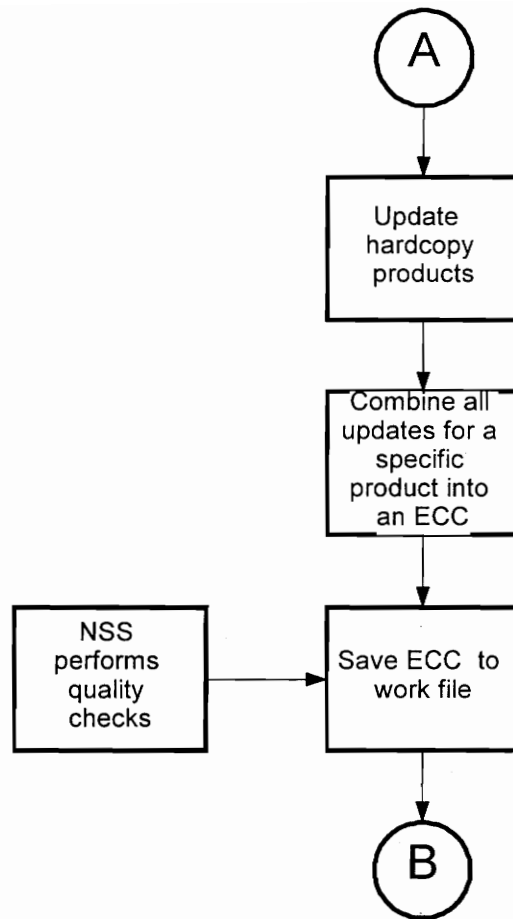 A
Update
hardcopy
products
Combine all
updates for a
specific
product into
an ECC
NSS
performs
quality
checks
Save ECC to
work file
B